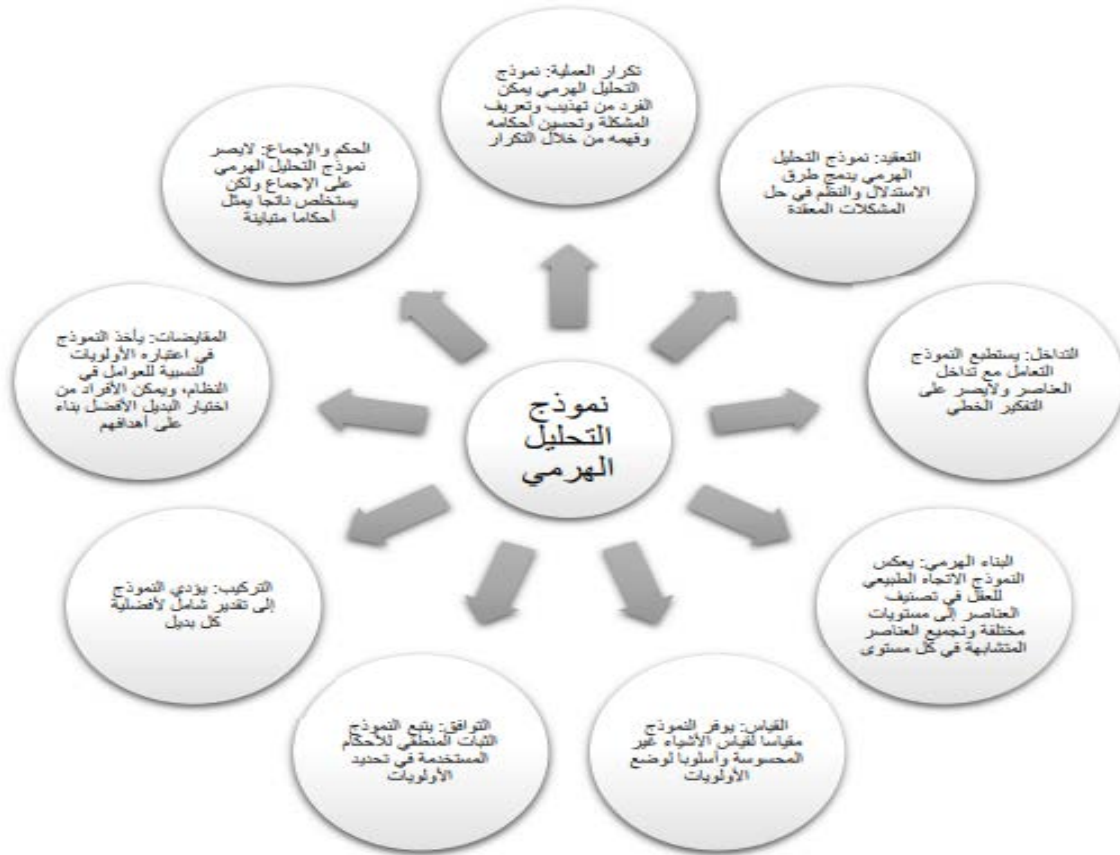 تكرار العملية: نموذج
التحليل الهرمي يمكن
الفرد من تهذيب وتعريف
المشكلة وتحسين أحكامه
وفهمه من خلال التكرار
التعقيد: نموذج التحليل
الهرمي يدمج طرق
الاستدلال والنظم في حل
المشكلات المعقدة
التداخل: يستطيع النموذج
التعامل مع تداخل
العناصر ولايصر على
التفكير الخطي
البناء الهرمي: يعكس
النموذج الاتجاه الطبيعي
للعقل في تصنيف
العناصر إلى مستويات
مختلفة وتجميع العناصر
المتشابهة في كل مستوى
القياس: يوفر النموذج
مقياسا لقياس الأشياء غير
المحسوسة وأسلوبا لوضع
الأولويات
التوافق: يتبع النموذج
الثبات المنطقي للأحكام
المستخدمة في تحديد
الأولويات
التركيب: يؤدي النموذج
إلى تقدير شامل لأفضلية
كل بديل
المقايضات: يأخذ النموذج
في اعتباره الأولويات
النسبية للعوامل في
النظام، ويمكن الأفراد من
اختيار البديل الأفضل بناء
على أهدافهم
الحكم والإجماع: لايصر
نموذج التحليل الهرمي
على الإجماع ولكن
يستخلص ناتجا يمثل
أحكاما متباينة
نموذج
التحليل
الهرمي